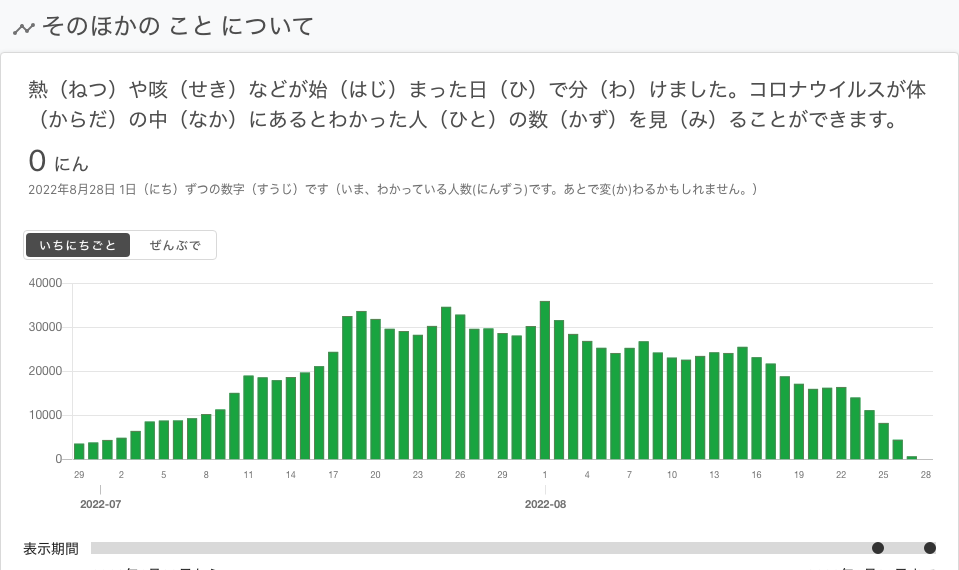 そのほかの こと について
熱（ねつ）や咳（せき）などが始（はじ）まった日（ひ）で分（わ）けました。コロナウイルスが体
（からだ）の中（なか）にあるとわかった人（ひと）の数（かず）を見（み）ることができます。
0 にん
2022年8月28日 1日（にち）ずつの数字（すうじ）です（いま、わかっている人数(にんずう)です。あとで変(か)わるかもしれません。）
いちにちごと ぜんぶで
40000
30000
20000
10000
0
29 2 5 8 11 14 17 20 23 26 29 1 4 7 10 13 16 19 22 25 28
2022-07 2022-08
表示期間